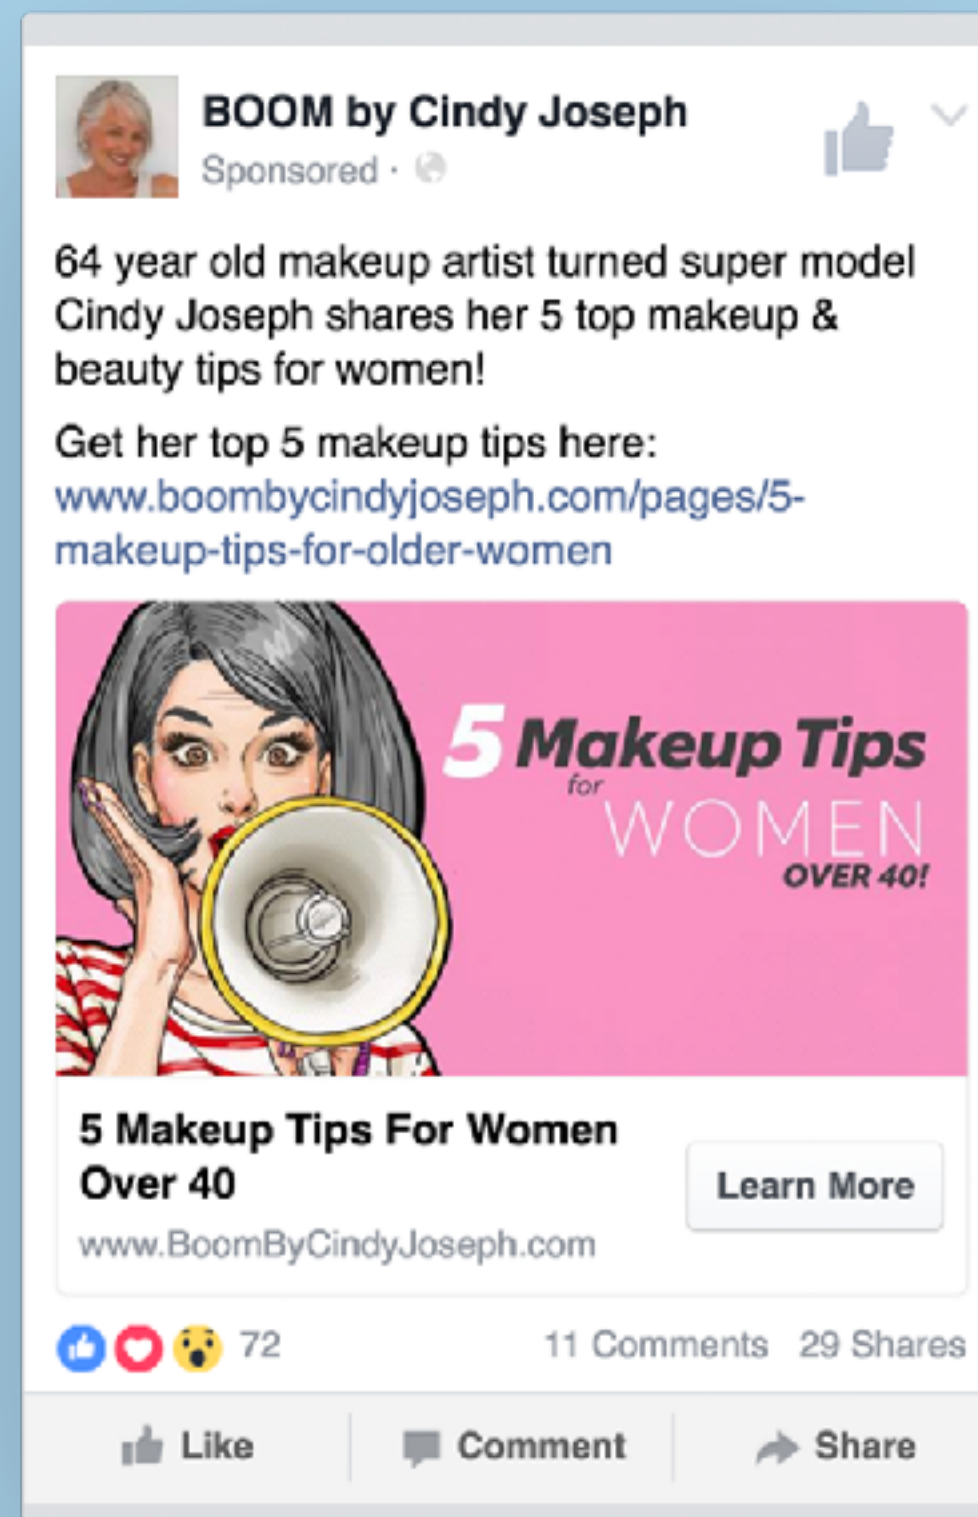 BOOM by Cindy Joseph
Sponsored ·
64 year old makeup artist turned super model
Cindy Joseph shares her 5 top makeup &
beauty tips for women!
Get her top 5 makeup tips here:
www.boombycindyjoseph.com/pages/5-
makeup-tips-for-older-women
5 Makeup Tips
for
WOMEN
OVER 40!
5 Makeup Tips For Women
Over 40
Learn More
www.BoomByCindyJoseph.com
72
11 Comments 29 Shares
Like Comment Share